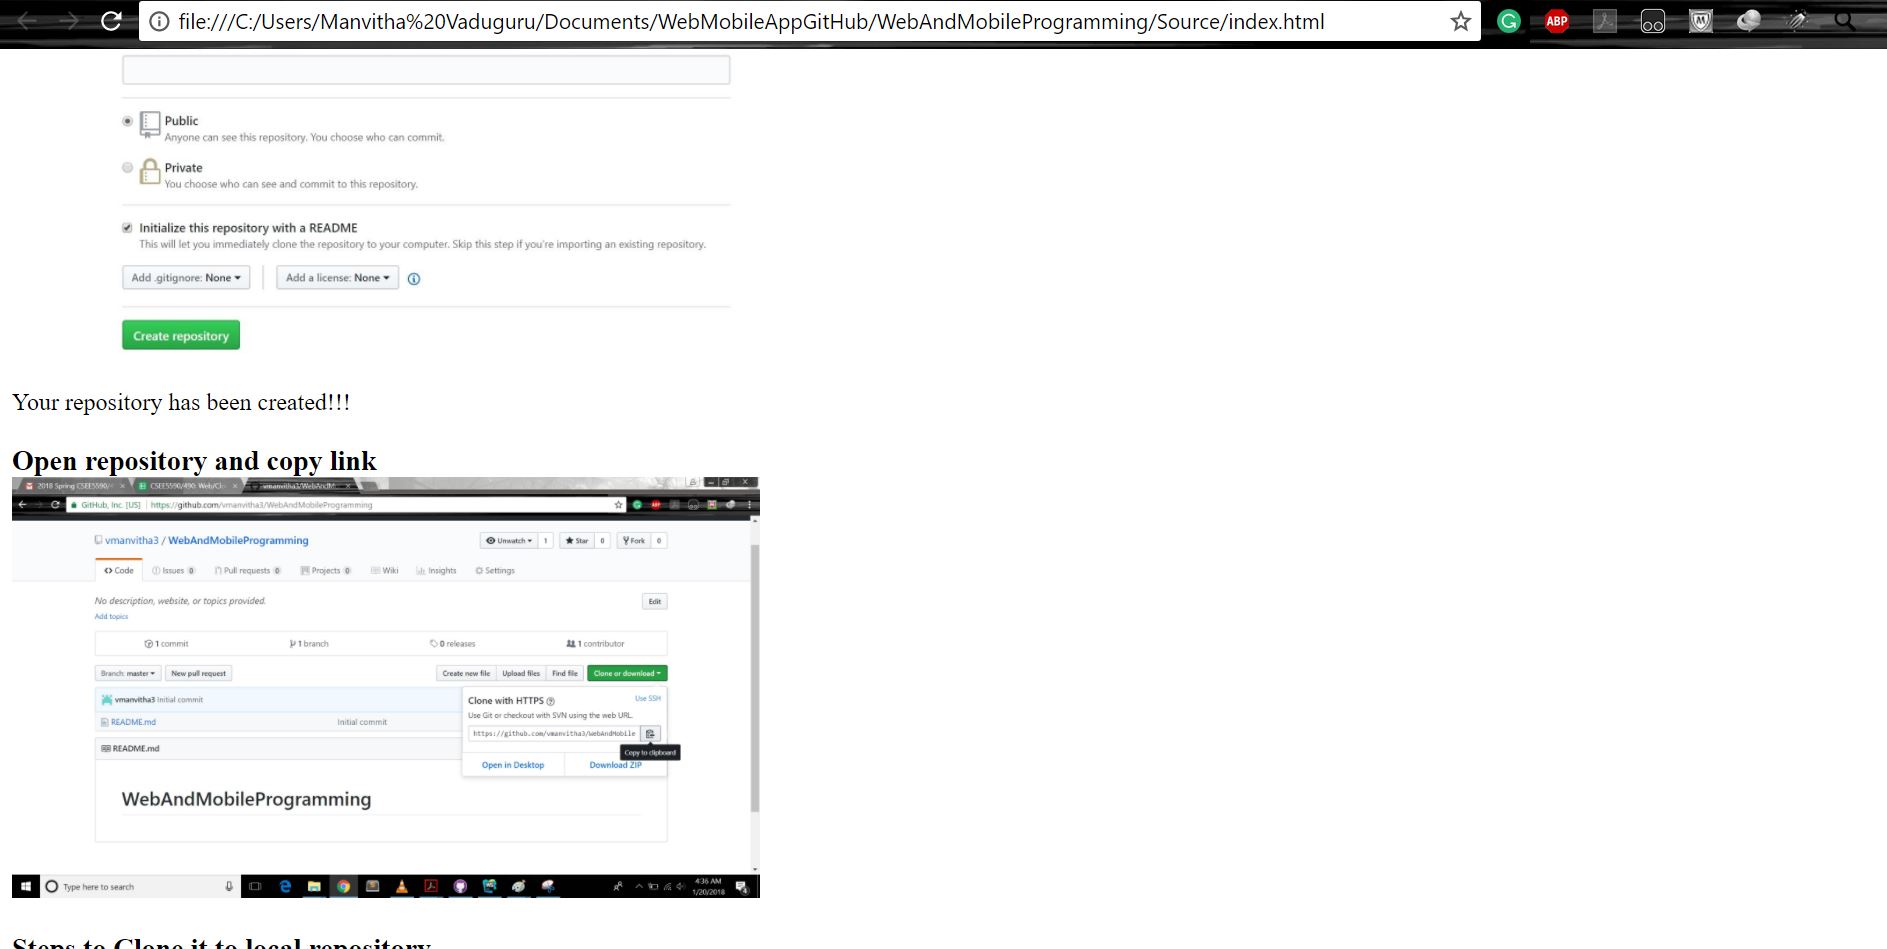 file:///C:/Users/Manvitha%20Vaduguru/Documents/WebMobileAppGitHub/WebAndMobileProgramming/Source/index.html
ABP
Public
Anyone can see this repository. You choose who can commit.
Private
You choose who can see and commit to this repository.
Initialize this repository with a README
This will let you immediately clone the repository to your computer. Skip this step if you're importing an existing repository.
Add .gitignore: None Add a license: None
Create repository
Your repository has been created!!!
Open repository and copy link
2018 Spring CSEE5590/4 CSEE5590/490: Web/Clo vmanvitha3/WebAndM
GitHub, Inc. [US] https://github.com/vmanvitha3/WebAndMobileProgramming
vmanvitha3 / WebAndMobileProgramming Unwatch 1 Star 0 Fork 0
Code Issues 0 Pull requests 0 Projects 0 Wiki Insights Settings
No description, website, or topics provided. Edit
Add topics
1 commit 1 branch 0 releases 1 contributor
Branch: master New pull request Create new file Upload files Find file Clone or download
vmanvitha3 Initial commit
README.md Initial commit
Clone with HTTPS Use SSH
Use Git or checkout with SVN using the web URL.
https://github.com/vmanvitha3/WebAndMobile
Copy to clipboard
Open in Desktop Download ZIP
README.md
WebAndMobileProgramming
Type here to search
4:36 AM
1/20/2018
Steps to Clone it to local repository